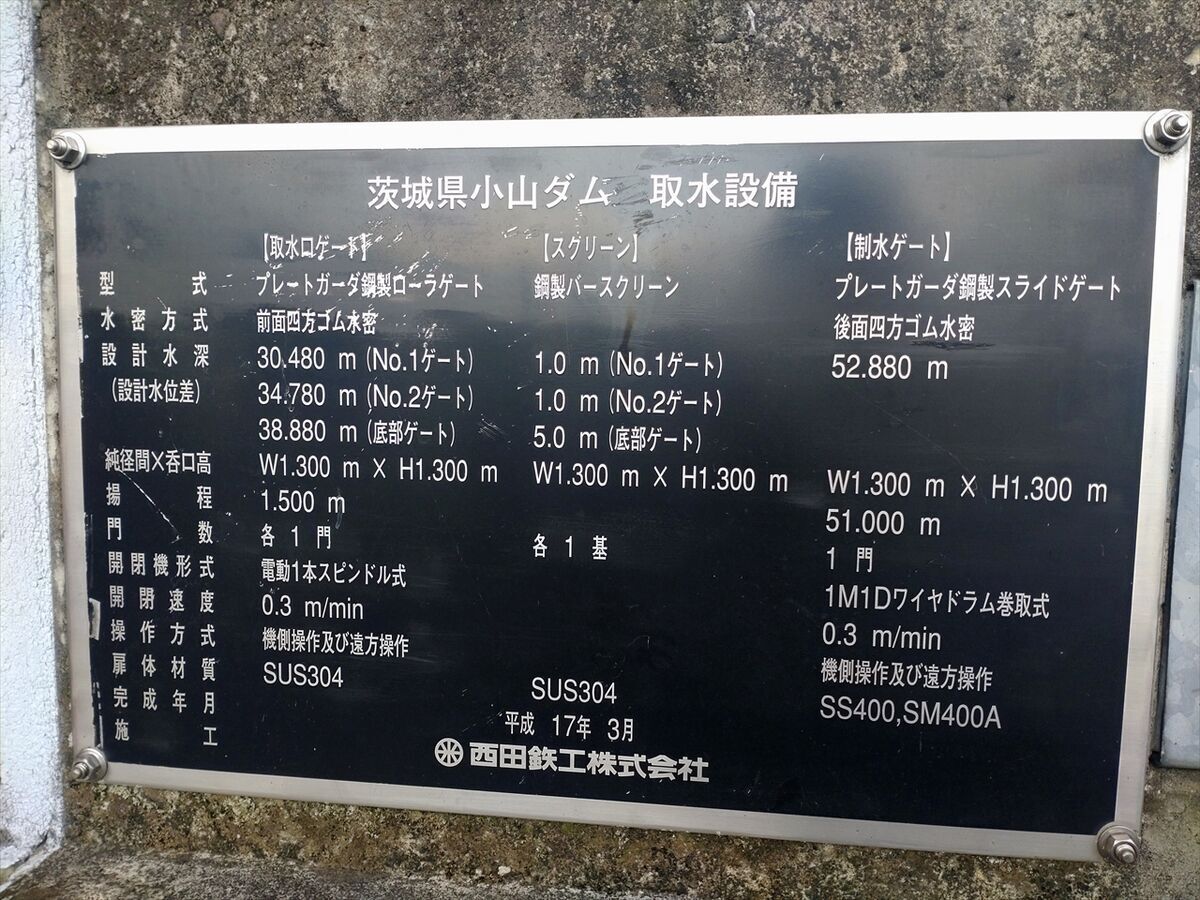 茨城県小山ダム 取水設備
【取水口ゲート】 【スクリーン】 【制水ゲート】
型式 プレートガーダ鋼製ローラゲート 鋼製バースクリーン プレートガーダ鋼製スライドゲート
水密方式 前面四方ゴム水密 後面四方ゴム水密
設計水深 30.480 m (No.1ゲート) 1.0 m (No.1ゲート) 52.880 m
(設計水位差) 34.780 m (No.2ゲート) 1.0 m (No.2ゲート)
38.880 m (底部ゲート) 5.0 m (底部ゲート)
純径間×呑口高 W1.300 m × H1.300 m W1.300 m × H1.300 m W1.300 m × H1.300 m
揚程 1.500 m 51.000 m
門数 各1門 各1基 1門
開閉機形式 電動1本スピンドル式 1M1Dワイヤドラム巻取式
開閉速度 0.3 m/min 0.3 m/min
操作方式 機側操作及び遠方操作 機側操作及び遠方操作
扉体材質 SUS304 SUS304 SS400,SM400A
完成年月 平成 17年 3月
施工 西田鉄工株式会社